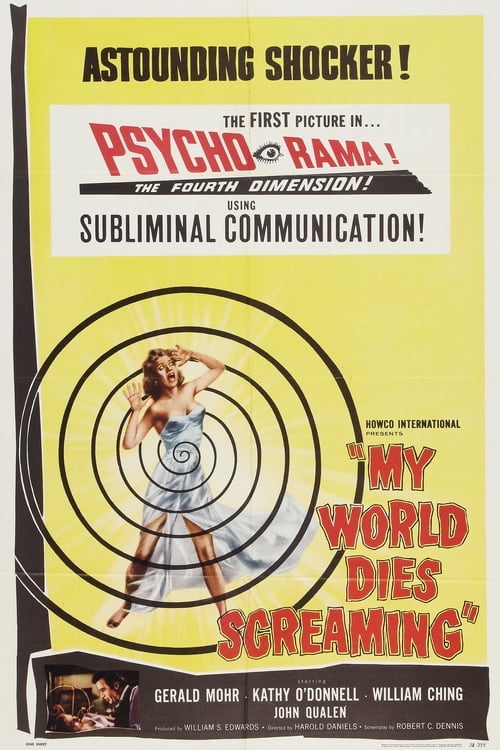 ASTOUNDING SHOCKER!
THE FIRST PICTURE IN...
PSYCHO RAMA!
THE FOURTH DIMENSION!
USING
SUBLIMINAL COMMUNICATION!
HOWCO INTERNATIONAL
PRESENTS
"MY
WORLD
DIES
SCREAMING"
starring
GERALD MOHR · KATHY O'DONNELL · WILLIAM CHING
JOHN QUALEN
Produced by WILLIAM S. EDWARDS · Directed by HAROLD DANIELS · Screenplay by ROBERT C. DENNIS
ONE SHEET